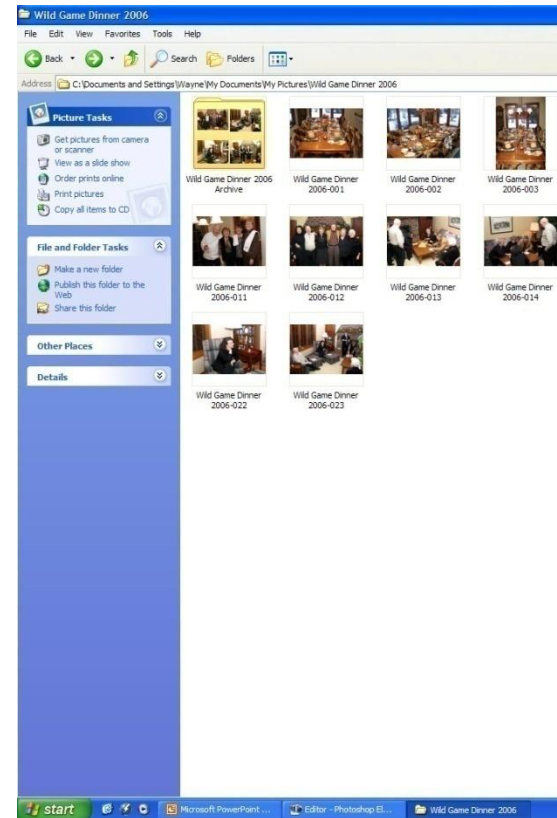 Wild Game Dinner 2006
File Edit View Favorites Tools Help
Back Search Folders
Address C:\Documents and Settings\Wayne\My Documents\My Pictures\Wild Game Dinner 2006
Picture Tasks
Get pictures from camera
or scanner
View as a slide show
Order prints online
Print pictures
Copy all items to CD
File and Folder Tasks
Make a new folder
Publish this folder to the
Web
Share this folder
Other Places
Details
Wild Game Dinner 2006
Archive
Wild Game Dinner
2006-001
Wild Game Dinner
2006-002
Wild Game Dinner
2006-003
Wild Game Dinner
2006-011
Wild Game Dinner
2006-012
Wild Game Dinner
2006-013
Wild Game Dinner
2006-014
Wild Game Dinner
2006-022
Wild Game Dinner
2006-023
start Microsoft PowerPoint ... Editor - Photoshop El... Wild Game Dinner 2006